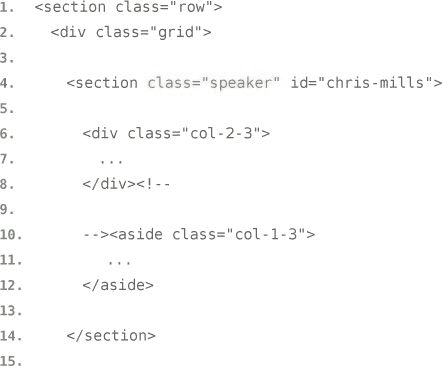 1. <section class="row">
2. <div class="grid">
3.
4. <section class="speaker" id="chris-mills">
5.
6. <div class="col-2-3">
7. ...
8. </div><!--
9.
10. --><aside class="col-1-3">
11. ...
12. </aside>
13.
14. </section>
15.